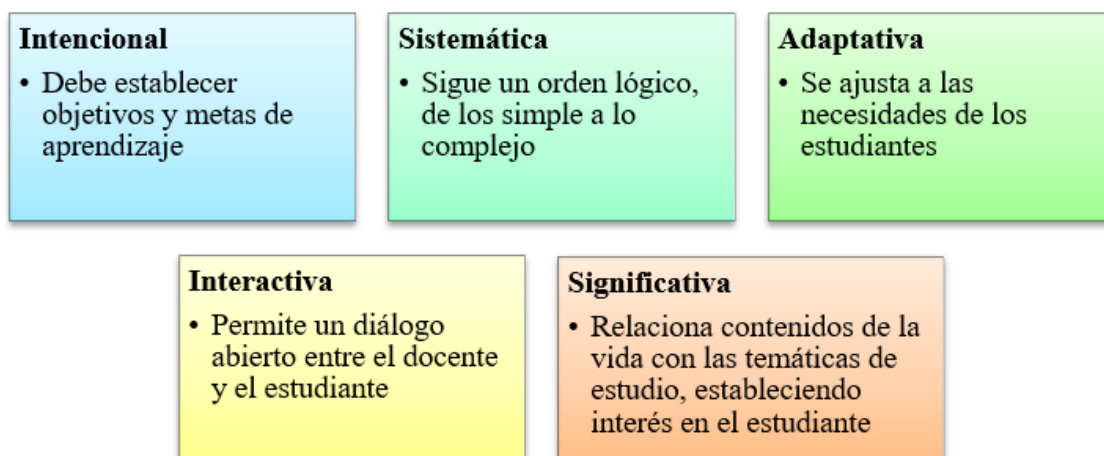 Intencional
• Debe establecer
objetivos y metas de
aprendizaje
Sistemática
• Sigue un orden lógico,
de los simple a lo
complejo
Adaptativa
• Se ajusta a las
necesidades de los
estudiantes
Interactiva
• Permite un diálogo
abierto entre el docente
y el estudiante
Significativa
• Relaciona contenidos de la
vida con las temáticas de
estudio, estableciendo
interés en el estudiante